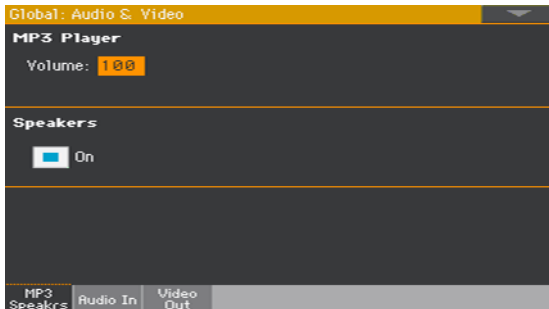 Global: Audio & Video
MP3 Player
Volume: 100
Speakers
On
MP3
Speakrs
Audio In
Video
Out